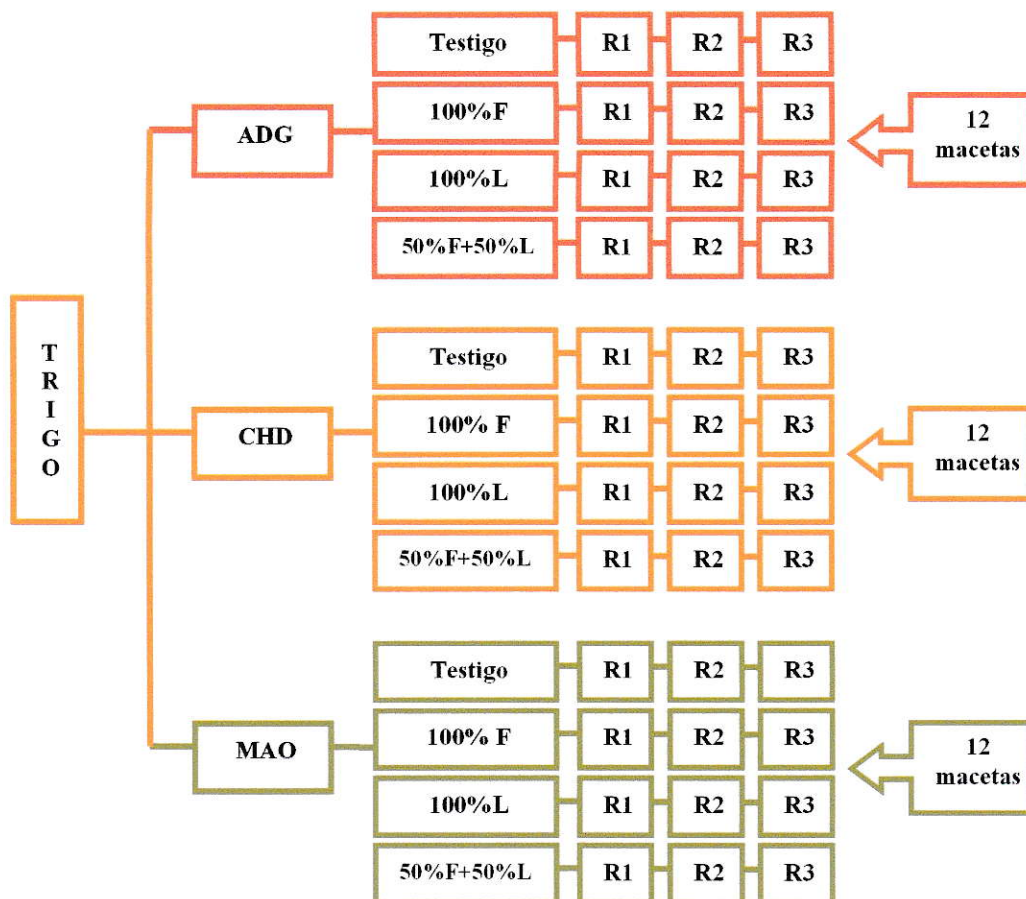 TRIGO
ADG
Testigo R1 R2 R3
100%F R1 R2 R3
100%L R1 R2 R3
50%F+50%L R1 R2 R3
12
macetas
CHD
Testigo R1 R2 R3
100% F R1 R2 R3
100%L R1 R2 R3
50%F+50%L R1 R2 R3
12
macetas
MAO
Testigo R1 R2 R3
100% F R1 R2 R3
100%L R1 R2 R3
50%F+50%L R1 R2 R3
12
macetas